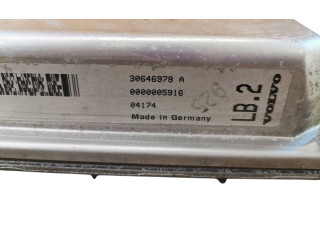 30646978 A
0000005916
04174
Made in Germany
LB.2
VOLVO